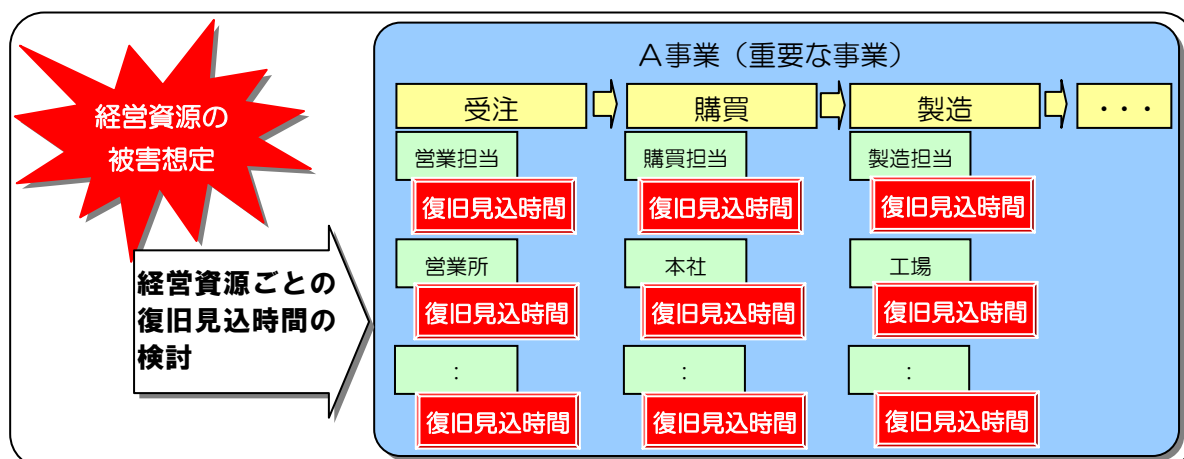 経営資源の
被害想定
経営資源ごとの
復旧見込時間の
検討
A事業（重要な事業）
受注
購買
製造
・・・
営業担当
復旧見込時間
購買担当
復旧見込時間
製造担当
復旧見込時間
営業所
復旧見込時間
本社
復旧見込時間
工場
復旧見込時間
：
復旧見込時間
：
復旧見込時間
：
復旧見込時間